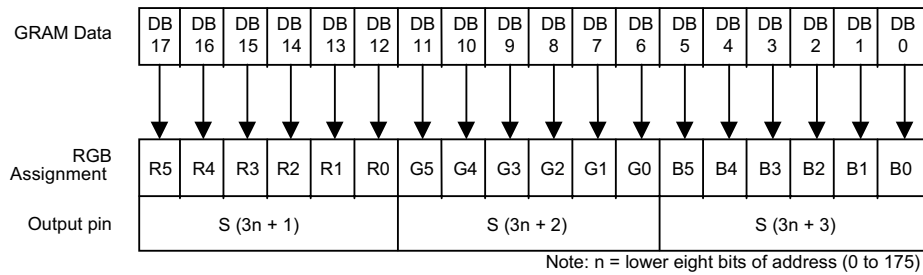 GRAM Data DB 17 DB 16 DB 15 DB 14 DB 13 DB 12 DB 11 DB 10 DB 9 DB 8 DB 7 DB 6 DB 5 DB 4 DB 3 DB 2 DB 1 DB 0
RGB Assignment R5 R4 R3 R2 R1 R0 G5 G4 G3 G2 G1 G0 B5 B4 B3 B2 B1 B0
Output pin S (3n + 1) S (3n + 2) S (3n + 3)
Note: n = lower eight bits of address (0 to 175)